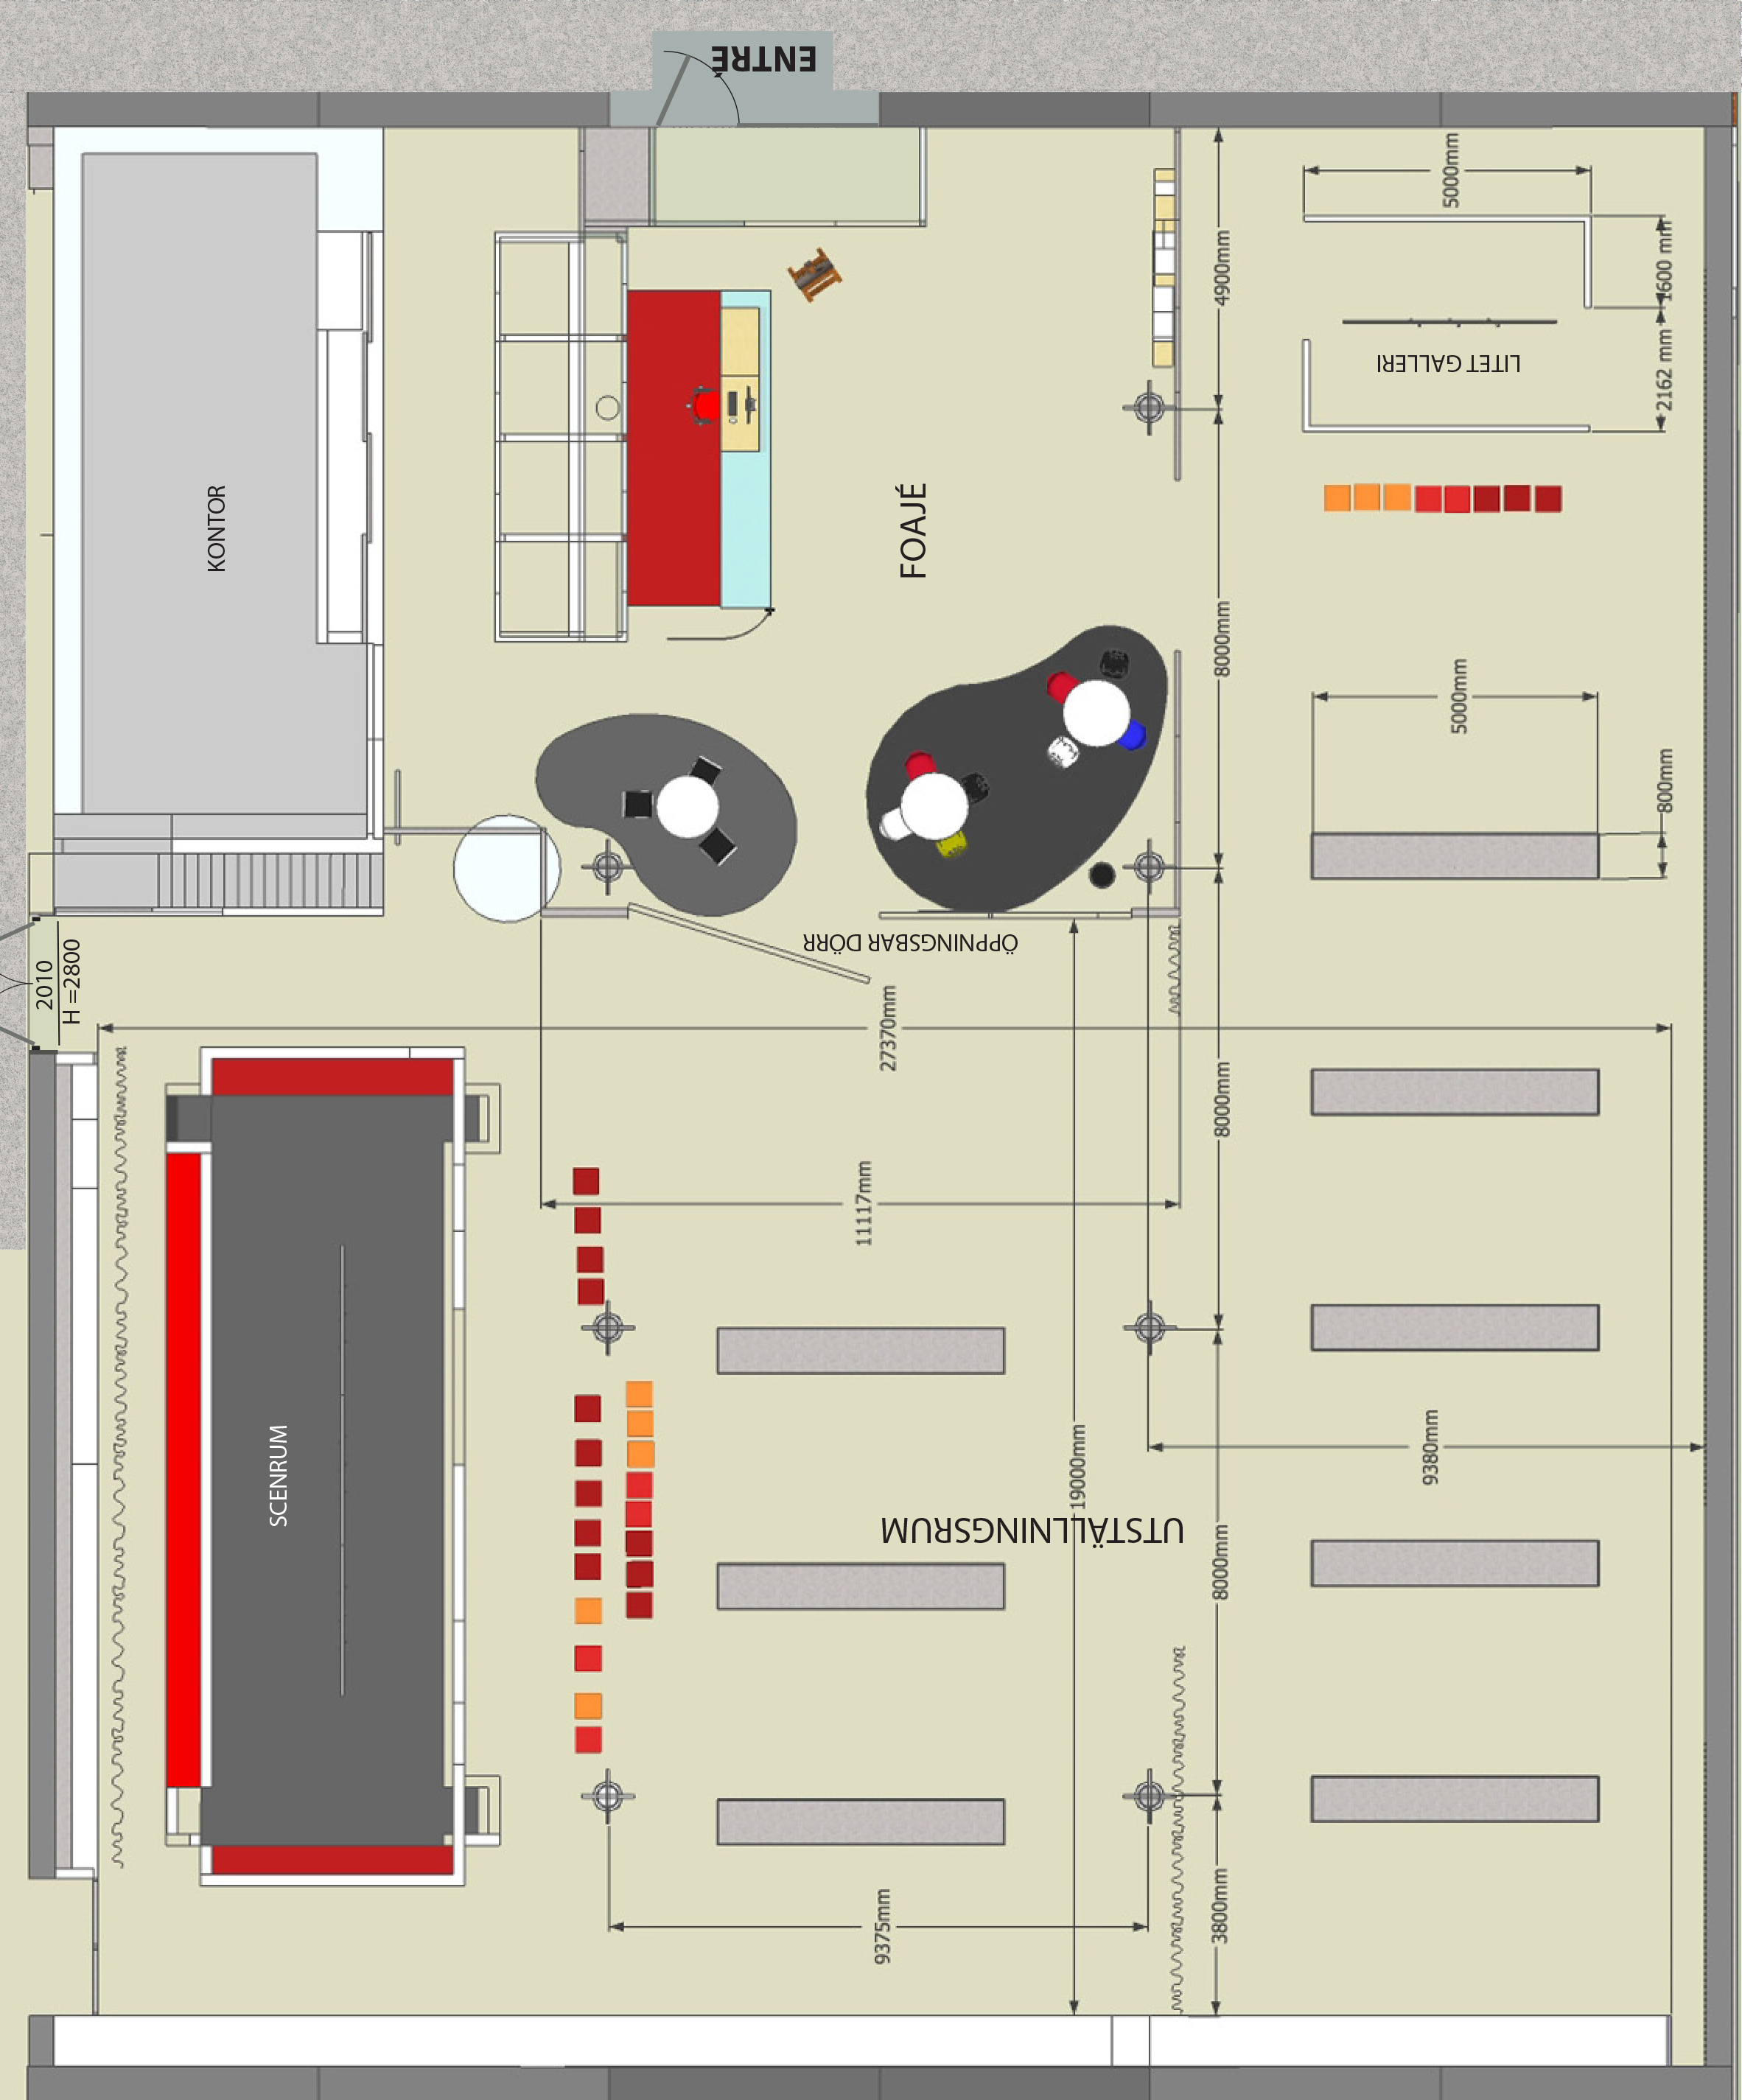 ENTRE
5000mm
4900mm
1600 mm
2162 mm
LITET GALLERI
KONTOR
FOAJÉ
8000mm
5000mm
800mm
ÖPPNINGSBAR DÖRR
2010
H =2800
27370mm
8000mm
11117mm
SCENRUM
19000mm
9380mm
UTSTÄLLNINGSRUM
8000mm
9375mm
3800mm